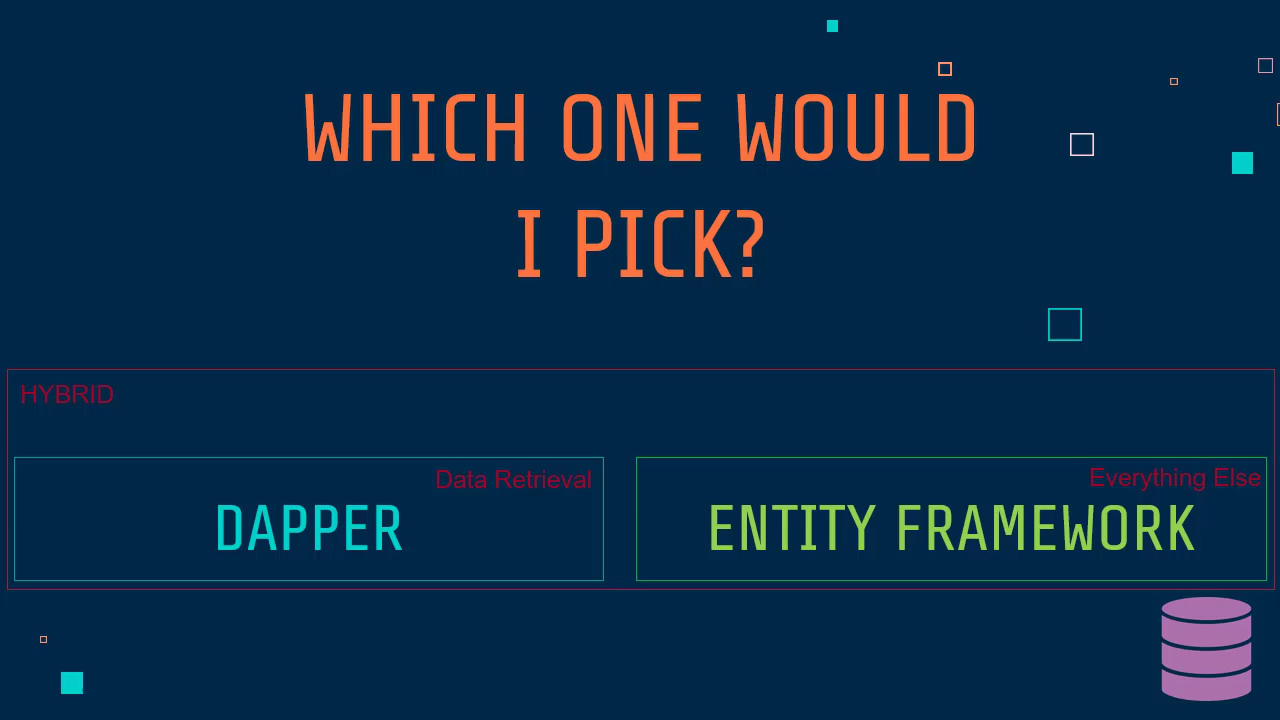 WHICH ONE WOULD
I PICK?
HYBRID
Data Retrieval
DAPPER
Everything Else
ENTITY FRAMEWORK